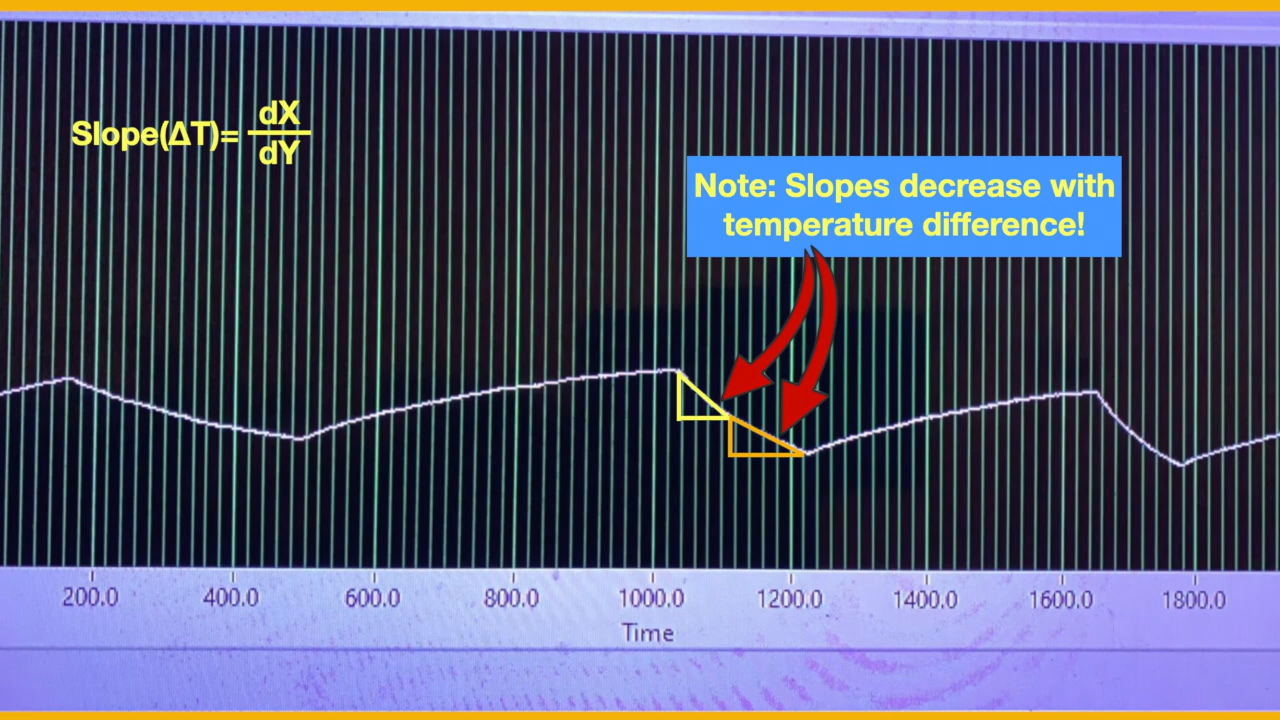 Slope(ΔT)= dX
dY
Note: Slopes decrease with
temperature difference!
200.0 400.0 600.0 800.0 1000.0 1200.0 1400.0 1600.0 1800.0
Time